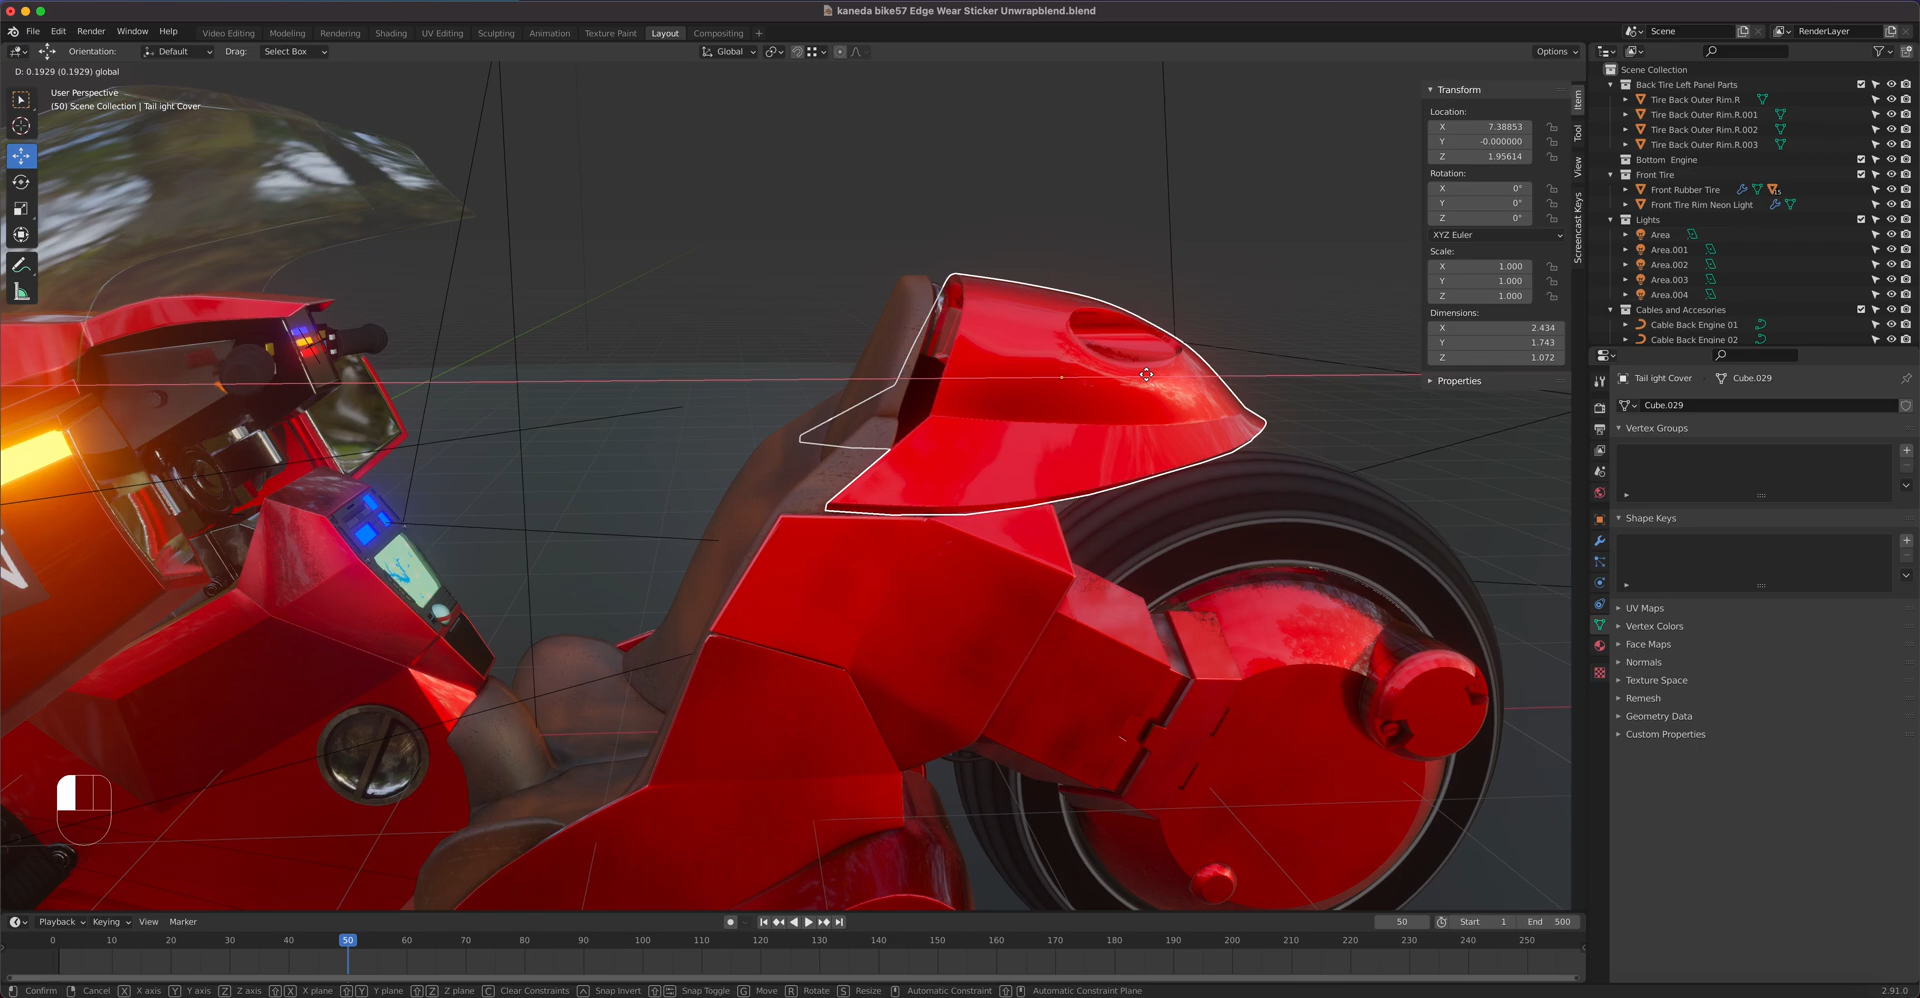 kaneda bike57 Edge Wear Sticker Unwrapblend.blend
File Edit Render Window Help Video Editing Modeling Rendering Shading UV Editing Sculpting Animation Texture Paint Layout Compositing +
Scene RenderLayer
Orientation: Default Drag: Select Box Global Options
D: 0.1929 (0.1929) global
User Perspective
(50) Scene Collection | Tail ight Cover
Transform
Location:
X 7.38853
Y -0.000000
Z 1.95614
Rotation:
X 0°
Y 0°
Z 0°
XYZ Euler
Scale:
X 1.000
Y 1.000
Z 1.000
Dimensions:
X 2.434
Y 1.743
Z 1.072
Properties
Item
Tool
View
Screencast Keys
Scene Collection
Back Tire Left Panel Parts
Tire Back Outer Rim.R
Tire Back Outer Rim.R.001
Tire Back Outer Rim.R.002
Tire Back Outer Rim.R.003
Bottom Engine
Front Tire
Front Rubber Tire 15
Front Tire Rim Neon Light
Lights
Area
Area.001
Area.002
Area.003
Area.004
Cables and Accesories
Cable Back Engine 01
Cable Back Engine 02
Tail ight Cover Cube.029
Cube.029
Vertex Groups
Shape Keys
UV Maps
Vertex Colors
Face Maps
Normals
Texture Space
Remesh
Geometry Data
Custom Properties
Playback Keying View Marker 50 Start 1 End 500
0 10 20 30 40 50 60 70 80 90 100 110 120 130 140 150 160 170 180 190 200 210 220 230 240 250
Confirm Cancel X X axis Y Y axis Z Z axis X X plane Y Y plane Z Z plane C Clear Constraints Snap Invert Snap Toggle G Move R Rotate S Resize Automatic Constraint Automatic Constraint Plane 2.91.0